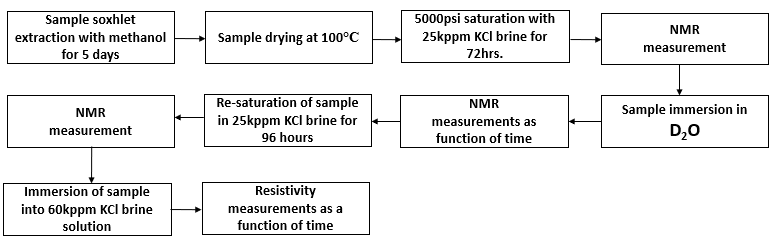 Sample soxhlet
extraction with methanol
for 5 days
Sample drying at 100°C
5000psi saturation with
25kppm KCl brine for
72hrs.
NMR
measurement
Sample immersion in
D₂O
NMR
measurements as
function of time
Re-saturation of sample
in 25kppm KCl brine for
96 hours
NMR
measurement
Immersion of sample
into 60kppm KCl brine
solution
Resistivity
measurements as a
function of time